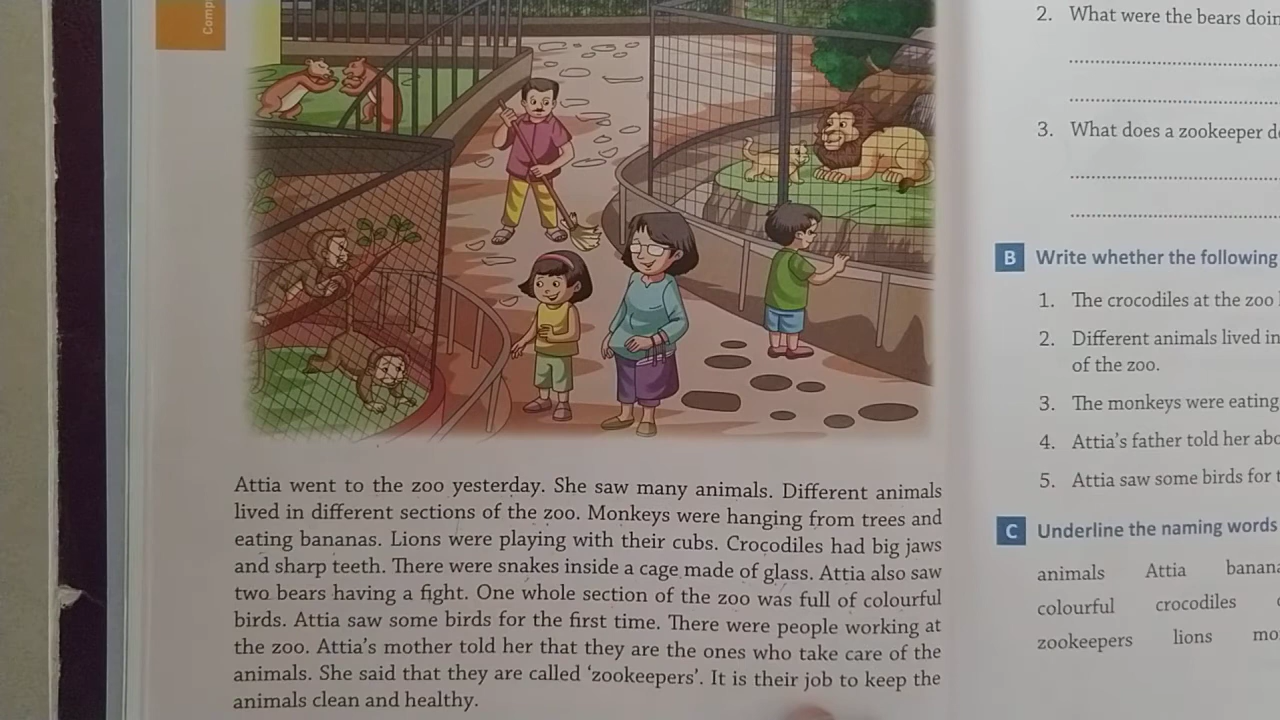 Comp
Attia went to the zoo yesterday. She saw many animals. Different animals
lived in different sections of the zoo. Monkeys were hanging from trees and
eating bananas. Lions were playing with their cubs. Crocodiles had big jaws
and sharp teeth. There were snakes inside a cage made of glass. Attia also saw
two bears having a fight. One whole section of the zoo was full of colourful
birds. Attia saw some birds for the first time. There were people working at
the zoo. Attia's mother told her that they are the ones who take care of the
animals. She said that they are called 'zookeepers'. It is their job to keep the
animals clean and healthy.
2. What were the bears doin
3. What does a zookeeper d
B Write whether the following
1. The crocodiles at the zoo
2. Different animals lived in
of the zoo.
3. The monkeys were eating
4. Attia's father told her abo
5. Attia saw some birds for t
C Underline the naming words
animals Attia banana
colourful crocodiles
zookeepers lions mo